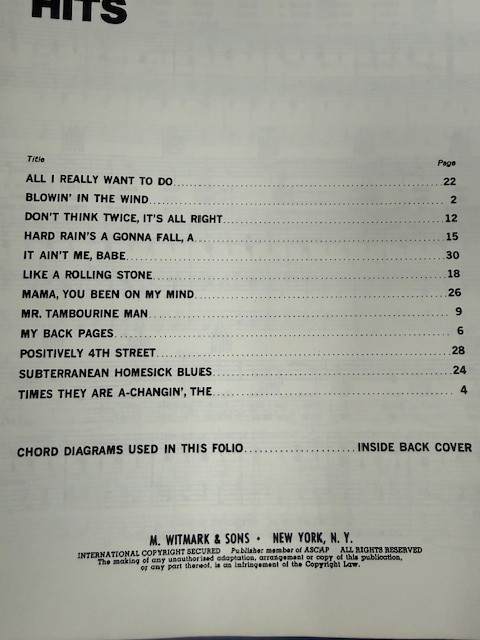 HITS
Title Page
ALL I REALLY WANT TO DO 22
BLOWIN' IN THE WIND 2
DON'T THINK TWICE, IT'S ALL RIGHT 12
HARD RAIN'S A GONNA FALL, A 15
IT AIN'T ME, BABE 30
LIKE A ROLLING STONE 18
MAMA, YOU BEEN ON MY MIND 26
MR. TAMBOURINE MAN 9
MY BACK PAGES 6
POSITIVELY 4TH STREET 28
SUBTERRANEAN HOMESICK BLUES 24
TIMES THEY ARE A-CHANGIN', THE 4
CHORD DIAGRAMS USED IN THIS FOLIO INSIDE BACK COVER
M. WITMARK & SONS • NEW YORK, N. Y.
INTERNATIONAL COPYRIGHT SECURED Publisher member of ASCAP ALL RIGHTS RESERVED
The making of any unauthorised adaptation, arrangement or copy of this publication,
or any part thereof, is an infringement of the Copyright Law.